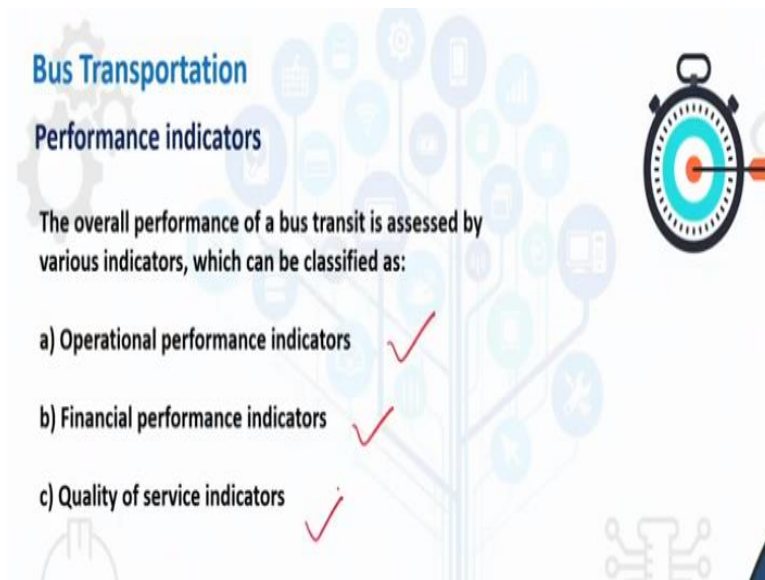 Bus Transportation
Performance indicators
The overall performance of a bus transit is assessed by
various indicators, which can be classified as:
a) Operational performance indicators
b) Financial performance indicators
c) Quality of service indicators